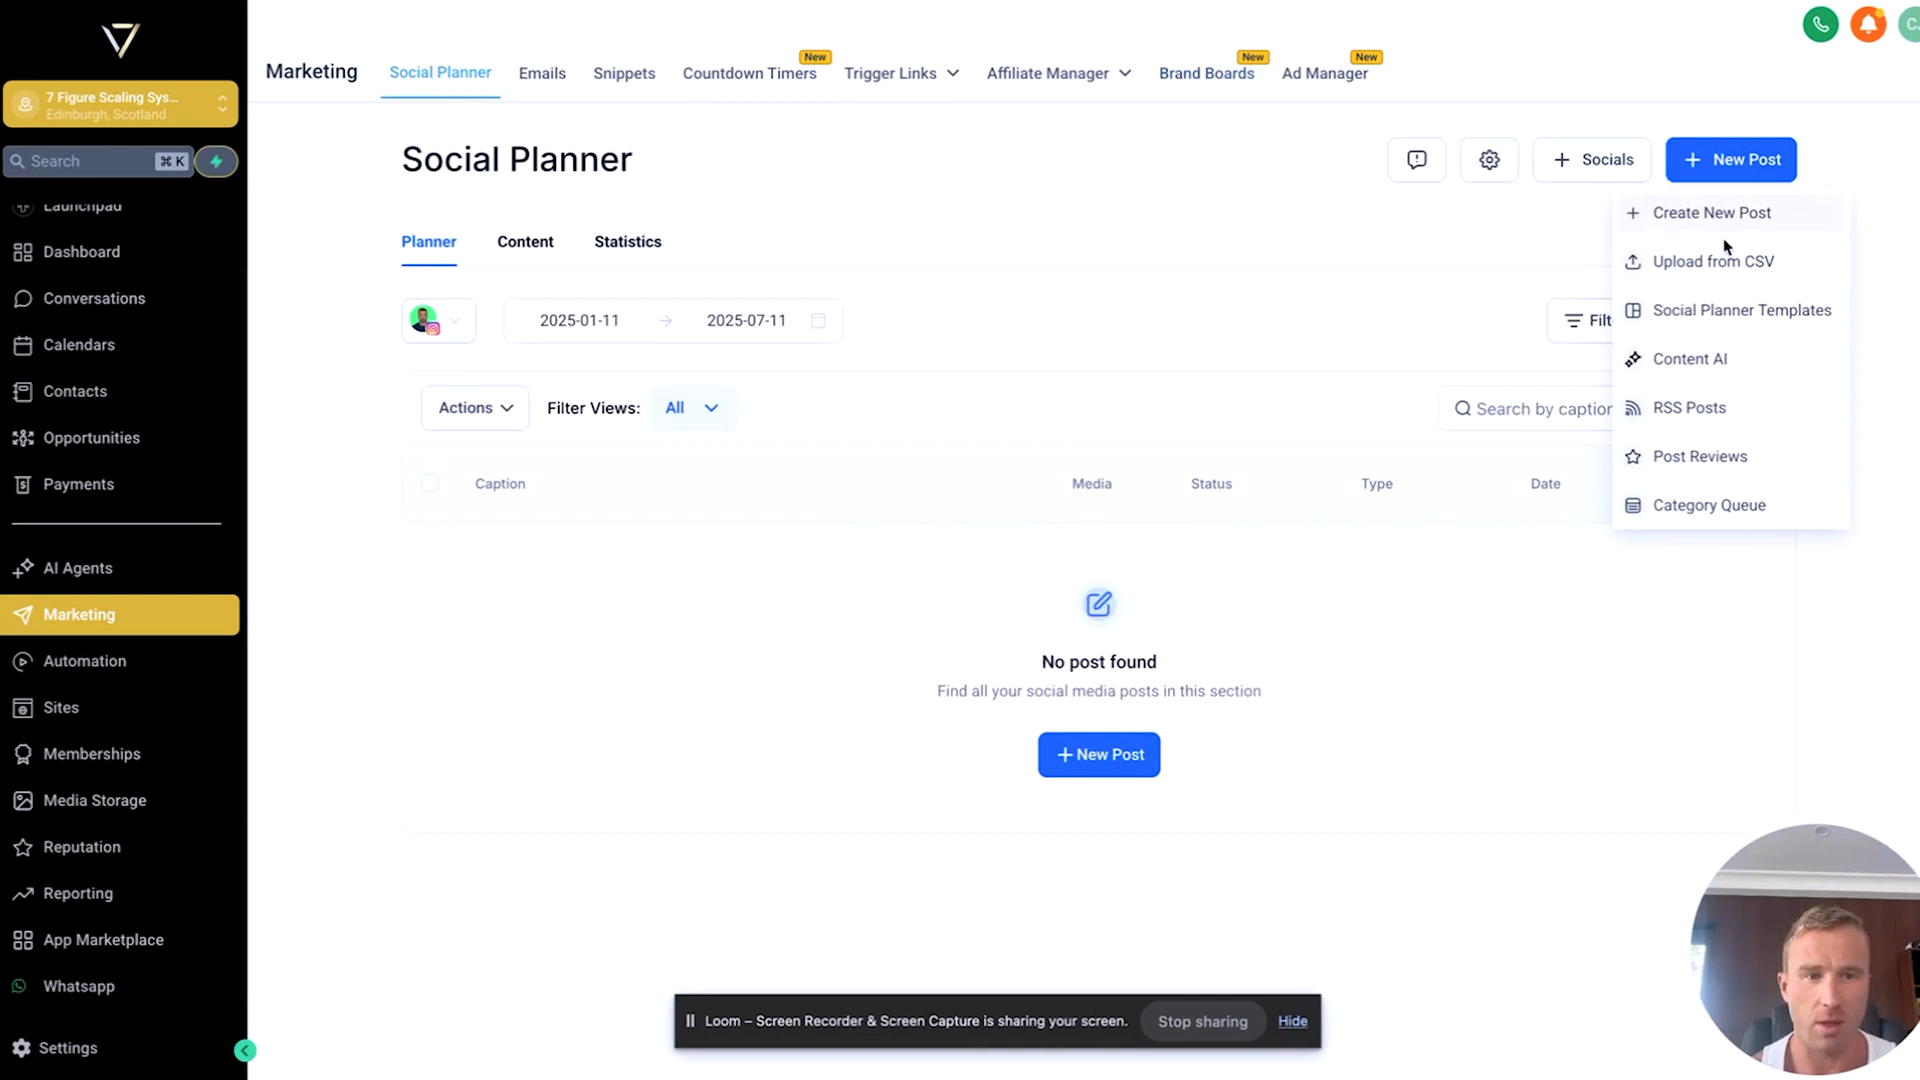 7 Figure Scaling Sys...
Edinburgh, Scotland
Search
⌘ K
Launchpad
Dashboard
Conversations
Calendars
Contacts
Opportunities
Payments
AI Agents
Marketing
Automation
Sites
Memberships
Media Storage
Reputation
Reporting
App Marketplace
Whatsapp
Settings
Marketing
Social Planner
Emails
Snippets
Countdown Timers
New
Trigger Links
Affiliate Manager
Brand Boards
New
Ad Manager
New
Social Planner
+ Socials
+ New Post
Planner
Content
Statistics
2025-01-11 → 2025-07-11
Filt
Actions
Filter Views:
All
Search by caption
Caption
Media
Status
Type
Date
Create New Post
Upload from CSV
Social Planner Templates
Content AI
RSS Posts
Post Reviews
Category Queue
No post found
Find all your social media posts in this section
+ New Post
Loom – Screen Recorder & Screen Capture is sharing your screen.
Stop sharing
Hide